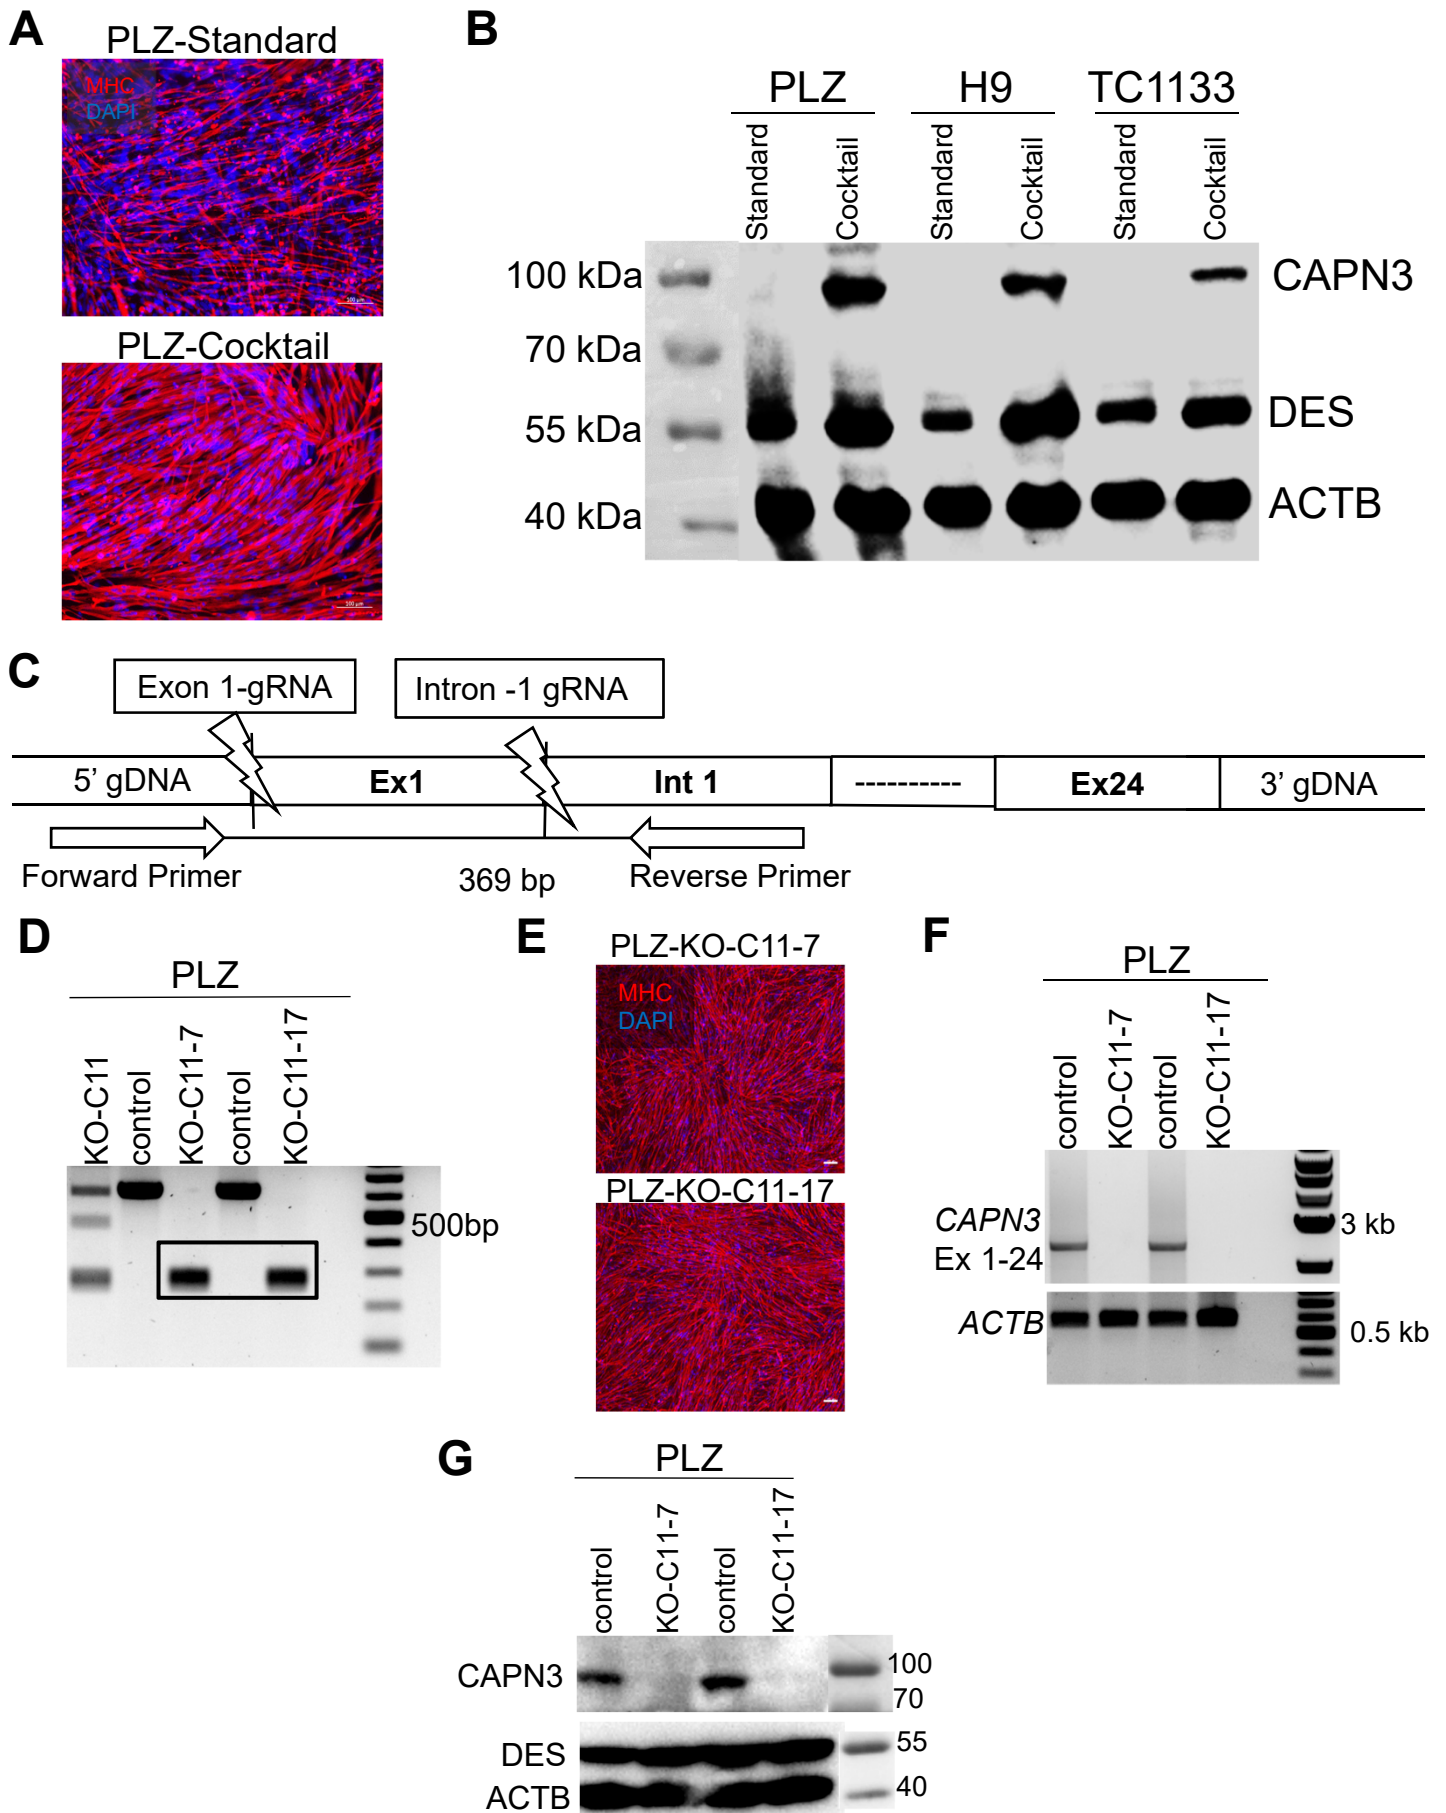 A
PLZ-Standard
MHC
DAPI
100 µm
PLZ-Cocktail
100 µm
B
PLZ H9 TC1133
Standard Cocktail Standard Cocktail Standard Cocktail
100 kDa CAPN3
70 kDa
55 kDa DES
40 kDa ACTB
C
Exon 1-gRNA Intron -1 gRNA
5’ gDNA Ex1 Int 1 ---------- Ex24 3’ gDNA
Forward Primer 369 bp Reverse Primer
D
PLZ
KO-C11 control KO-C11-7 control KO-C11-17
500bp
E
PLZ-KO-C11-7
MHC
DAPI
PLZ-KO-C11-17
F
PLZ
control KO-C11-7 control KO-C11-17
CAPN3
Ex 1-24
3 kb
ACTB
0.5 kb
G
PLZ
control KO-C11-7 control KO-C11-17
CAPN3 100
70
DES 55
ACTB 40